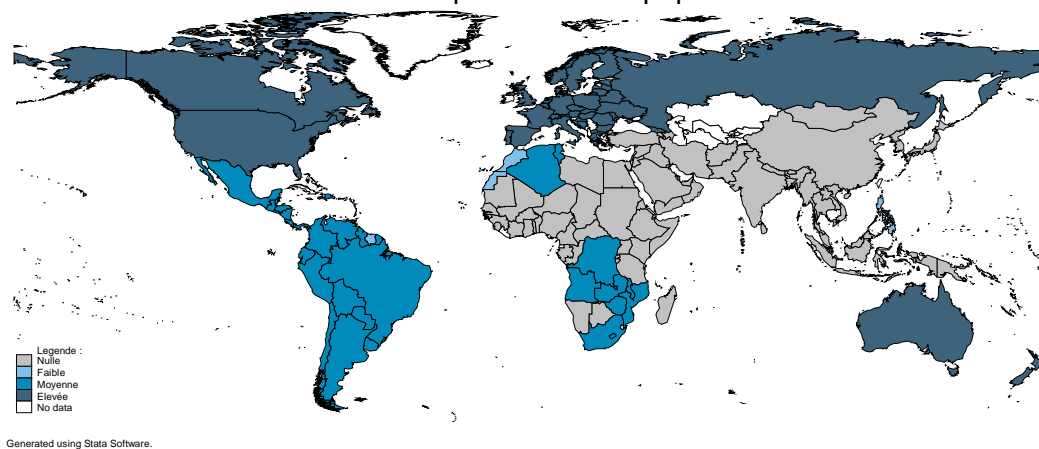 Legende :
Nulle
Faible
Moyenne
Elevée
No data
Generated using Stata Software.